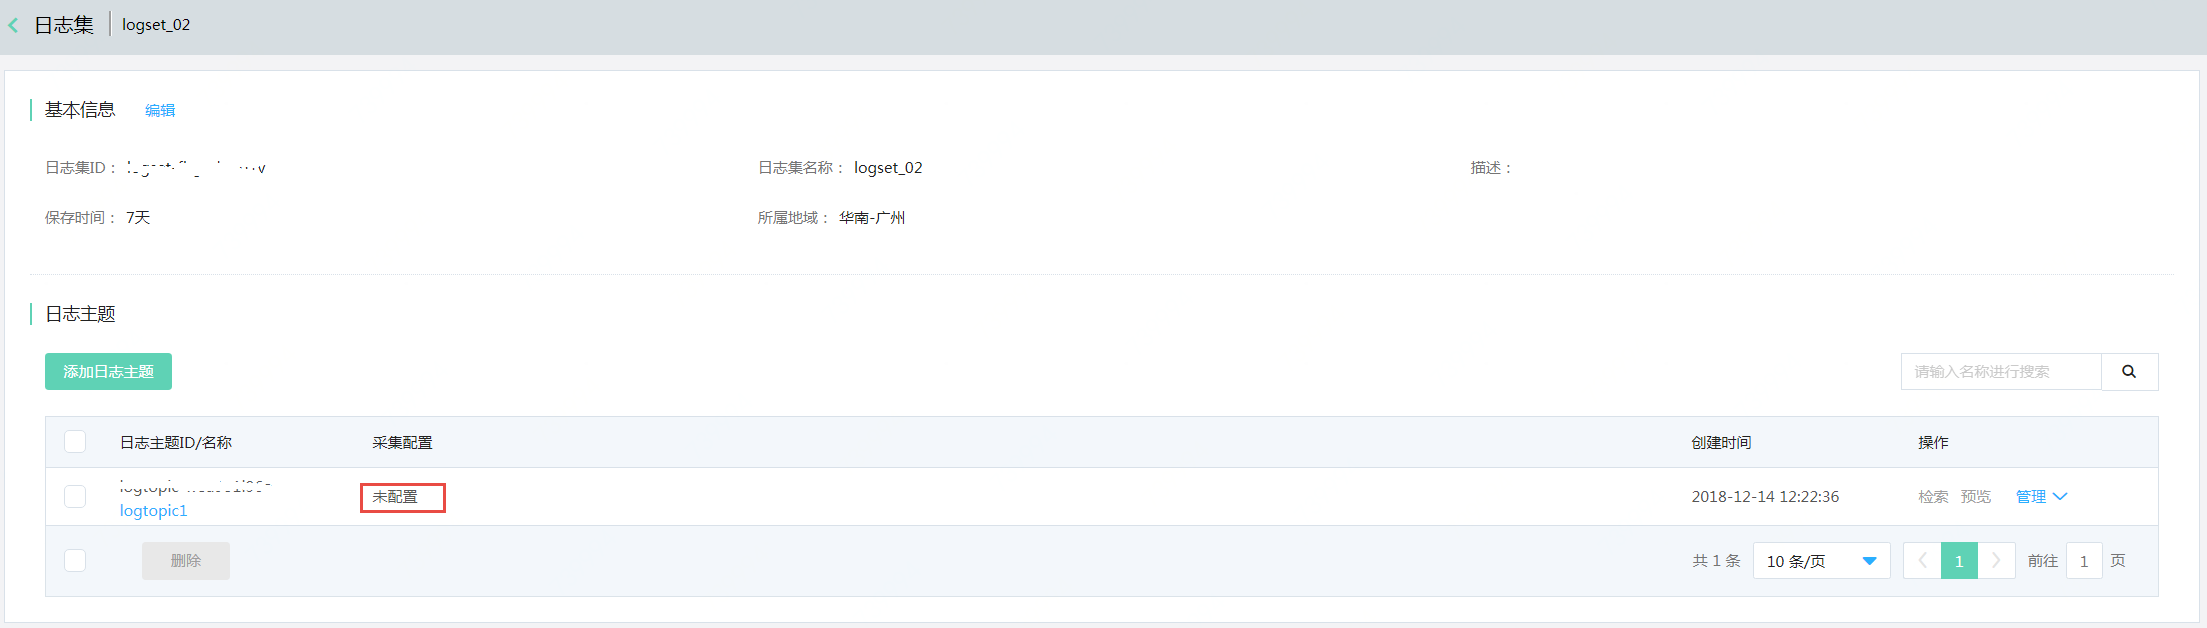 日志集 logset_02
基本信息 编辑
日志集ID： 日志集名称： logset_02 描述：
保存时间： 7天 所属地域： 华南-广州
日志主题
添加日志主题 请输入名称进行搜索
日志主题ID/名称 采集配置 创建时间 操作
logtopic1 未配置 2018-12-14 12:22:36 检索 预览 管理
删除 共 1 条 10 条/页 1 前往 1 页